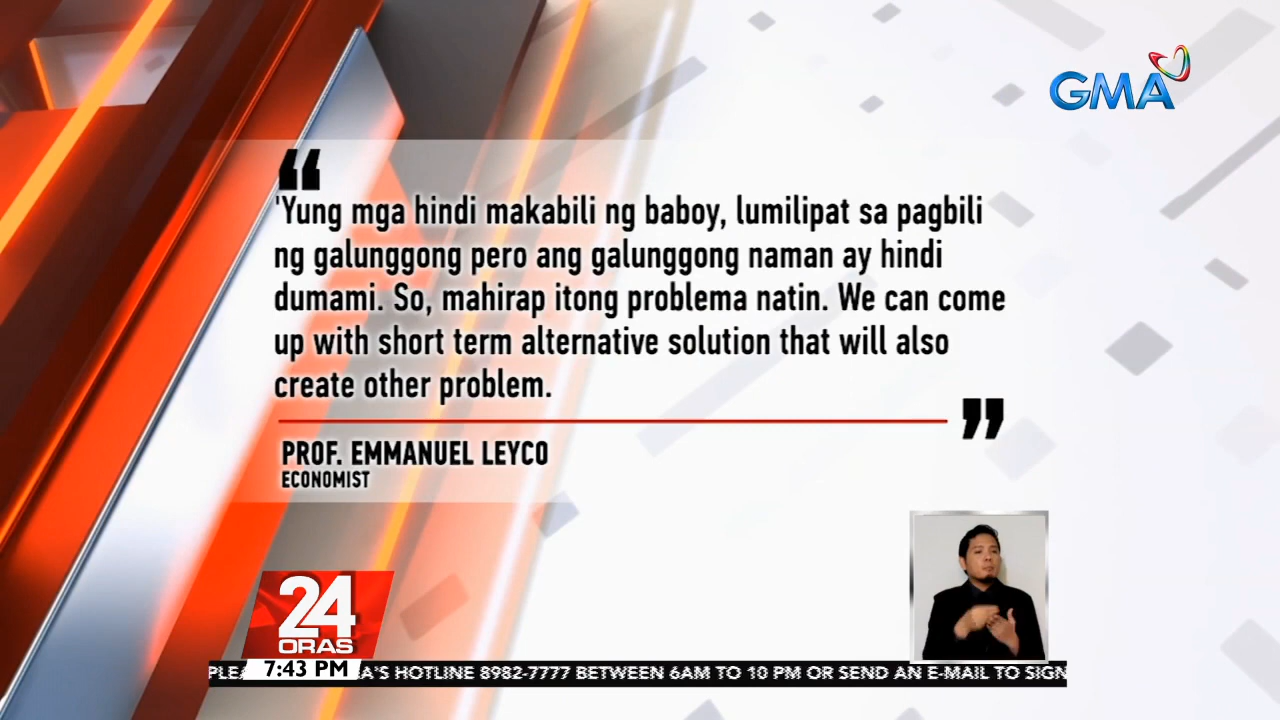 GMA
“
'Yung mga hindi makabili ng baboy, lumilipat sa pagbili
ng galunggong pero ang galunggong naman ay hindi
dumami. So, mahirap itong problema natin. We can come
up with short term alternative solution that will also
create other problem.
”
PROF. EMMANUEL LEYCO
ECONOMIST
24
ORAS
7:43 PM
HOTLINE 8982-7777 BETWEEN 6AM TO 10 PM OR SEND AN E-MAIL TO SIGN